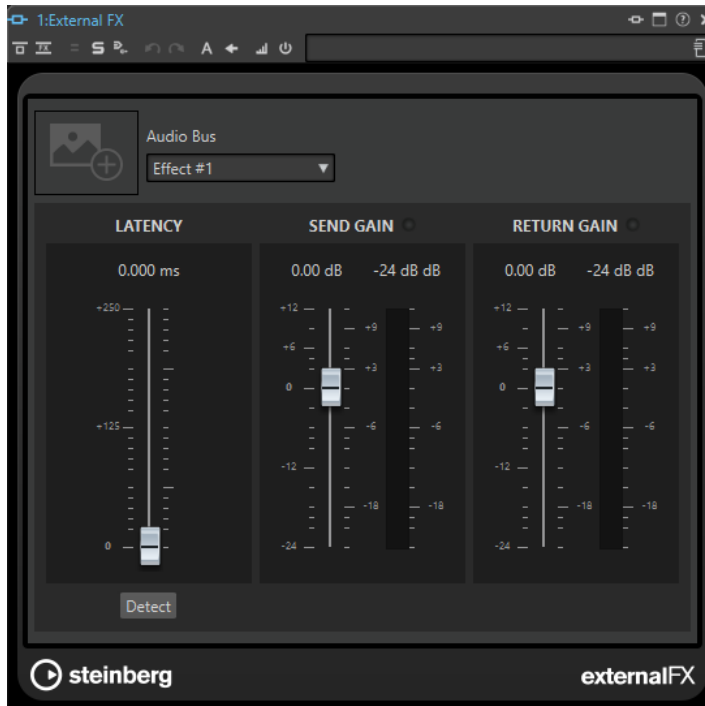 1:External FX
FX = S A
Audio Bus
Effect #1
LATENCY SEND GAIN RETURN GAIN
0.000 ms 0.00 dB -24 dB dB 0.00 dB -24 dB dB
+250 +12 +12
+9 +9 +9 +9
+6 +6
+3 +3 +3 +3
0 0
+125 -6 -6 -6 -6
-12 -12
-18 -18 -18 -18
0 -24 -24
Detect
steinberg externalFX